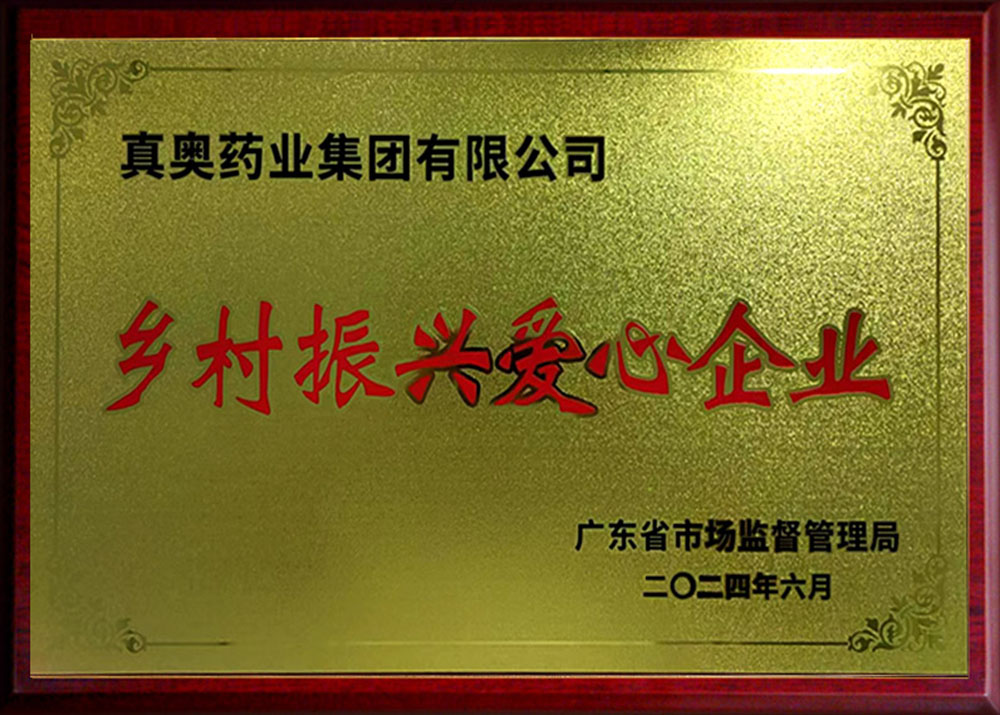 真奥药业集团有限公司
乡村振兴爱心企业
广东省市场监督管理局
二〇二四年六月